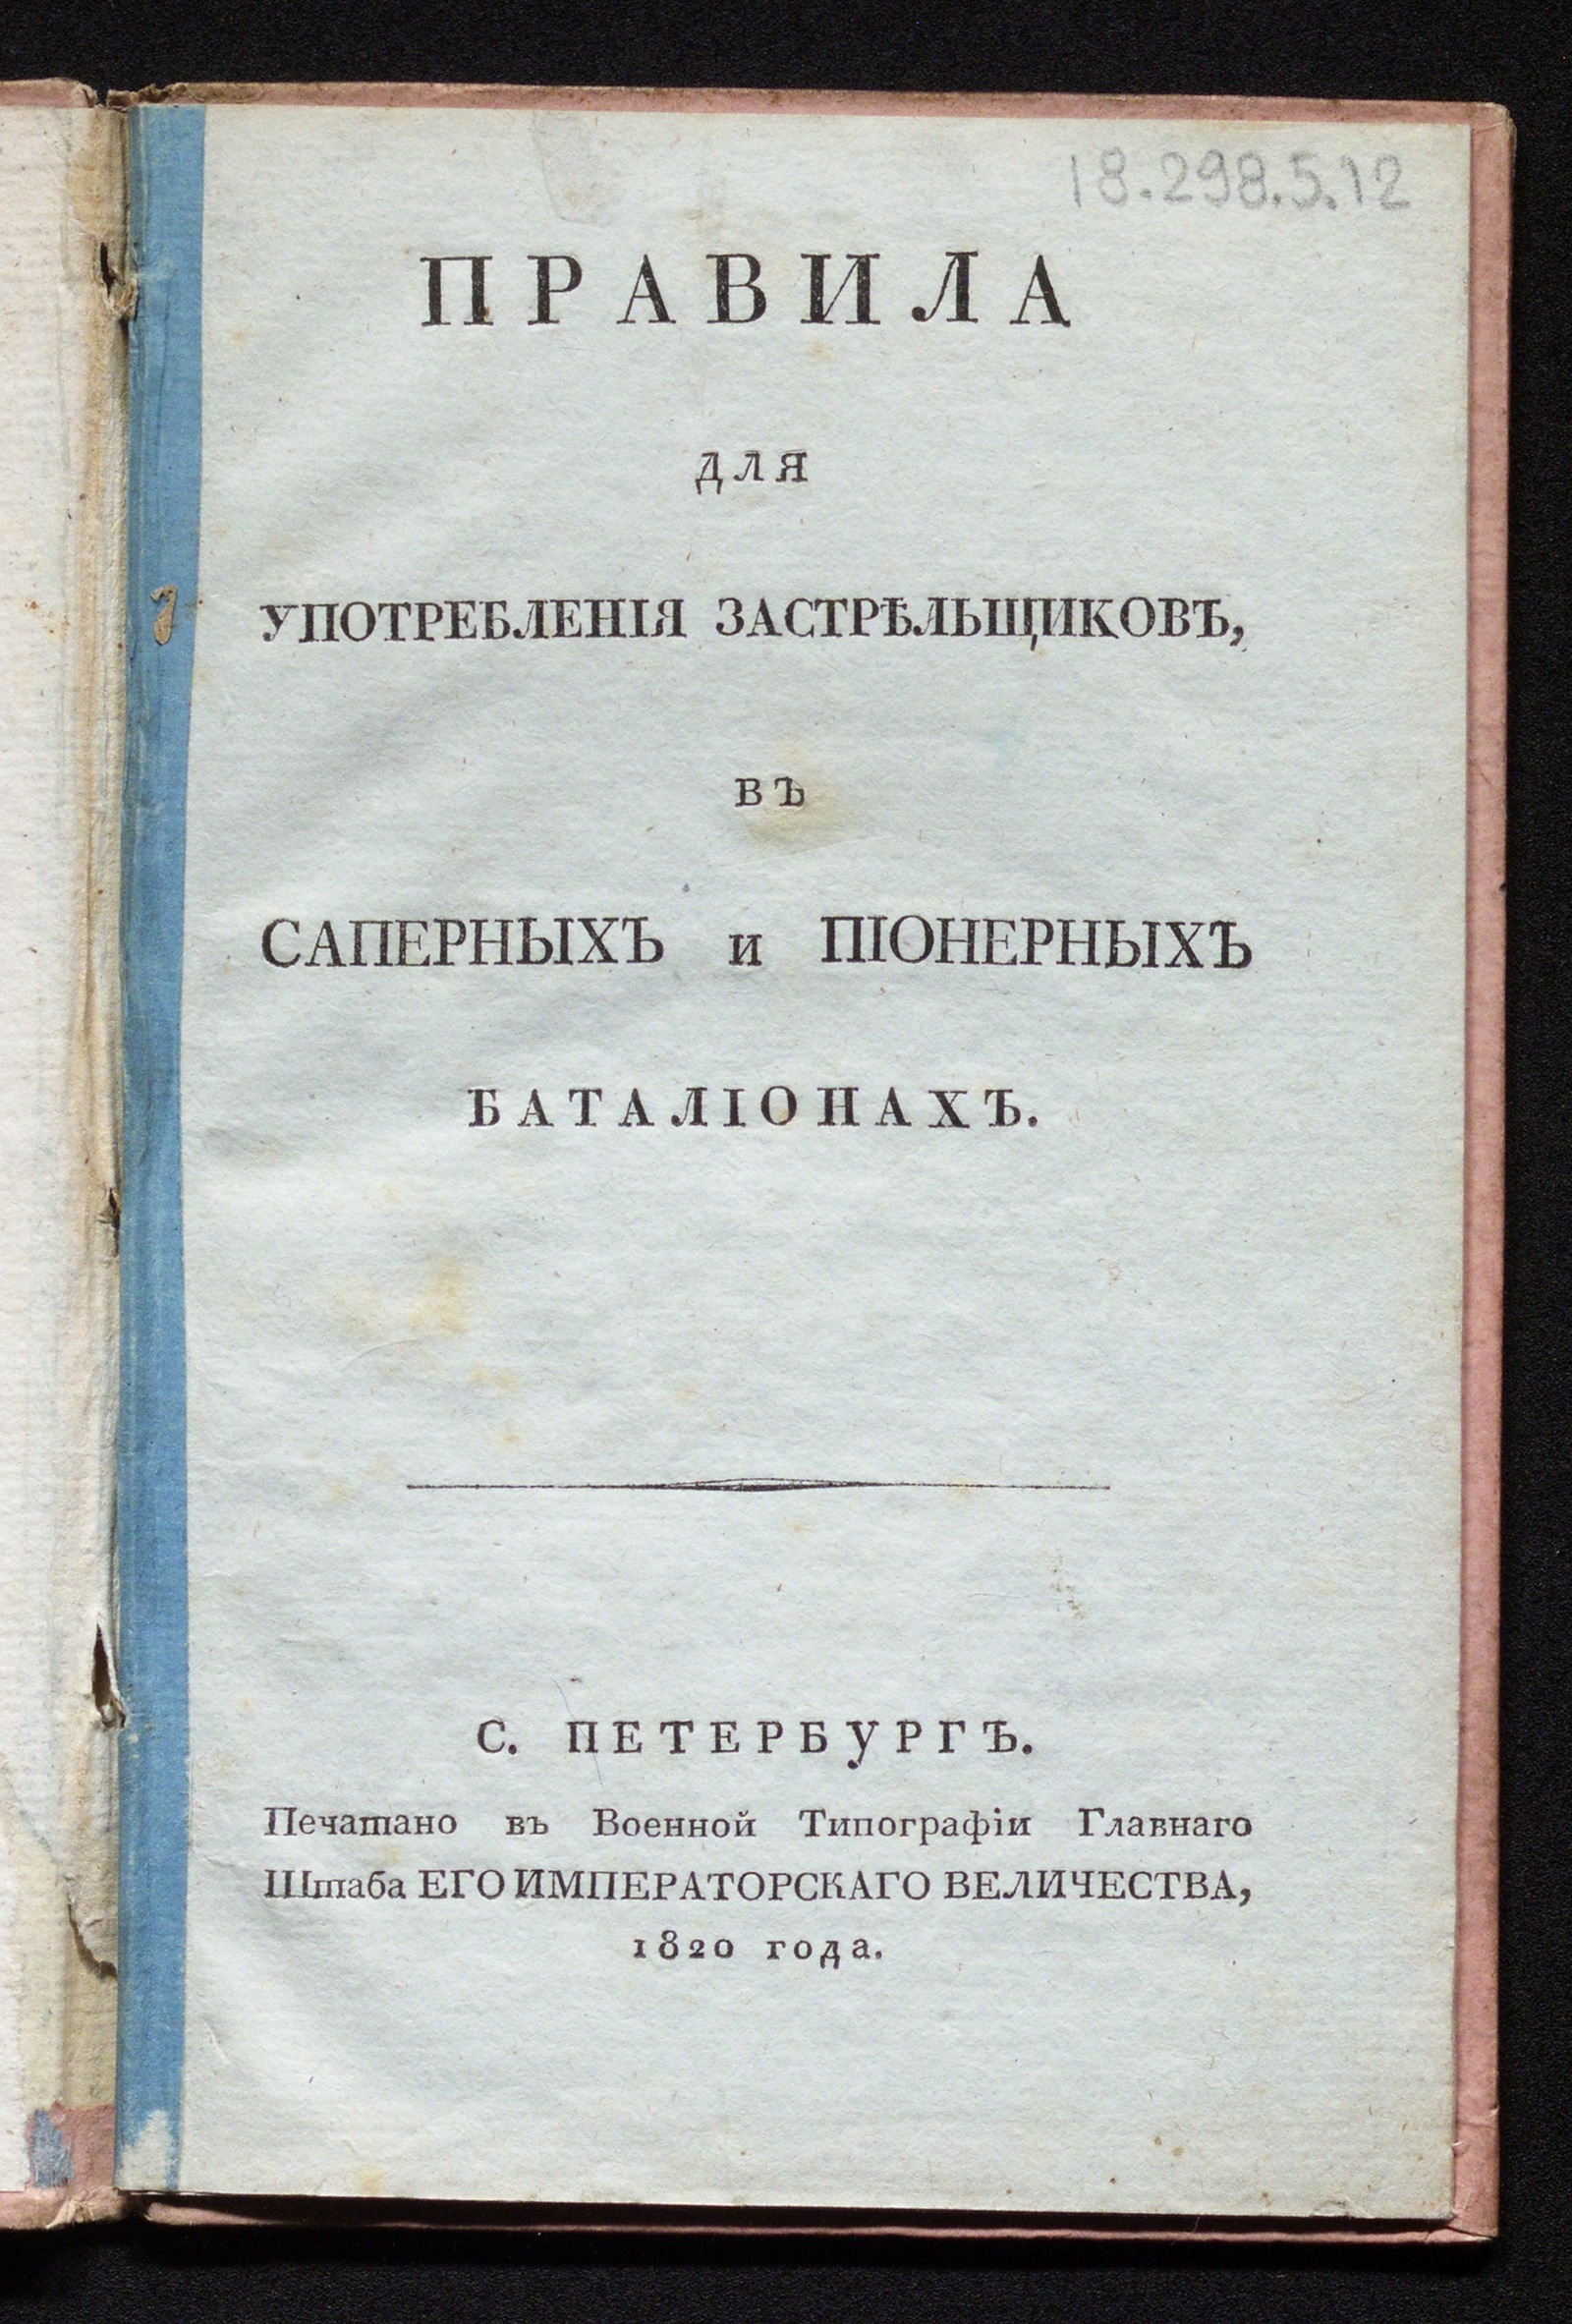 18.298.5.12
ПРАВИЛА
для
УПОТРЕБЛЕНІЯ ЗАСТРѢЛЬЩИКОВЪ,
въ
САПЕРНЫХЪ и ПІОНЕРНЫХЪ
БАТАЛІОНАХЪ.
С. ПЕТЕРБУРГЪ.
Печатано въ Военной Типографіи Главнаго
Штаба ЕГО ИМПЕРАТОРСКАГО ВЕЛИЧЕСТВА,
1820 года.